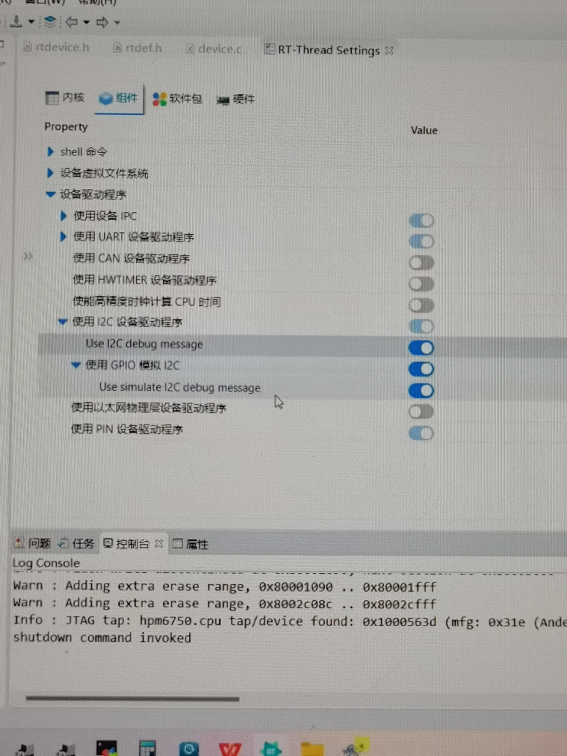 窗口(W) 帮助(H)
rtdevice.h rtdef.h device.c RT-Thread Settings
内核 组件 软件包 硬件
Property Value
shell 命令
设备虚拟文件系统
设备驱动程序
使用设备 IPC
使用 UART 设备驱动程序
使用 CAN 设备驱动程序
使用 HWTIMER 设备驱动程序
使能高精度时钟计算 CPU 时间
使用 I2C 设备驱动程序
Use I2C debug message
使用 GPIO 模拟 I2C
Use simulate I2C debug message
使用以太网物理层设备驱动程序
使用 PIN 设备驱动程序
问题 任务 控制台 属性
Log Console
Warn : Adding extra erase range, 0x80001090 .. 0x80001fff
Warn : Adding extra erase range, 0x8002c08c .. 0x8002cfff
Info : JTAG tap: hpm6750.cpu tap/device found: 0x1000563d (mfg: 0x31e (Ande
shutdown command invoked
RT